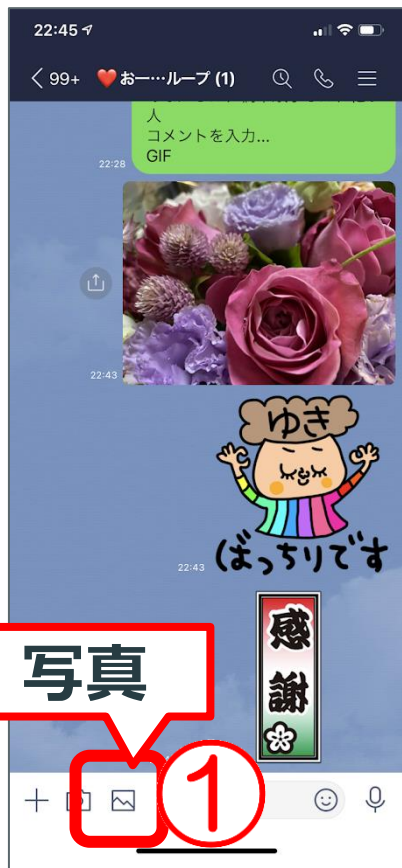 22:45
99+ ❤️おー…ループ (1)
人
コメントを入力...
GIF
22:28
22:43
ゆき
ばっちりです
22:43
感謝
写真
1